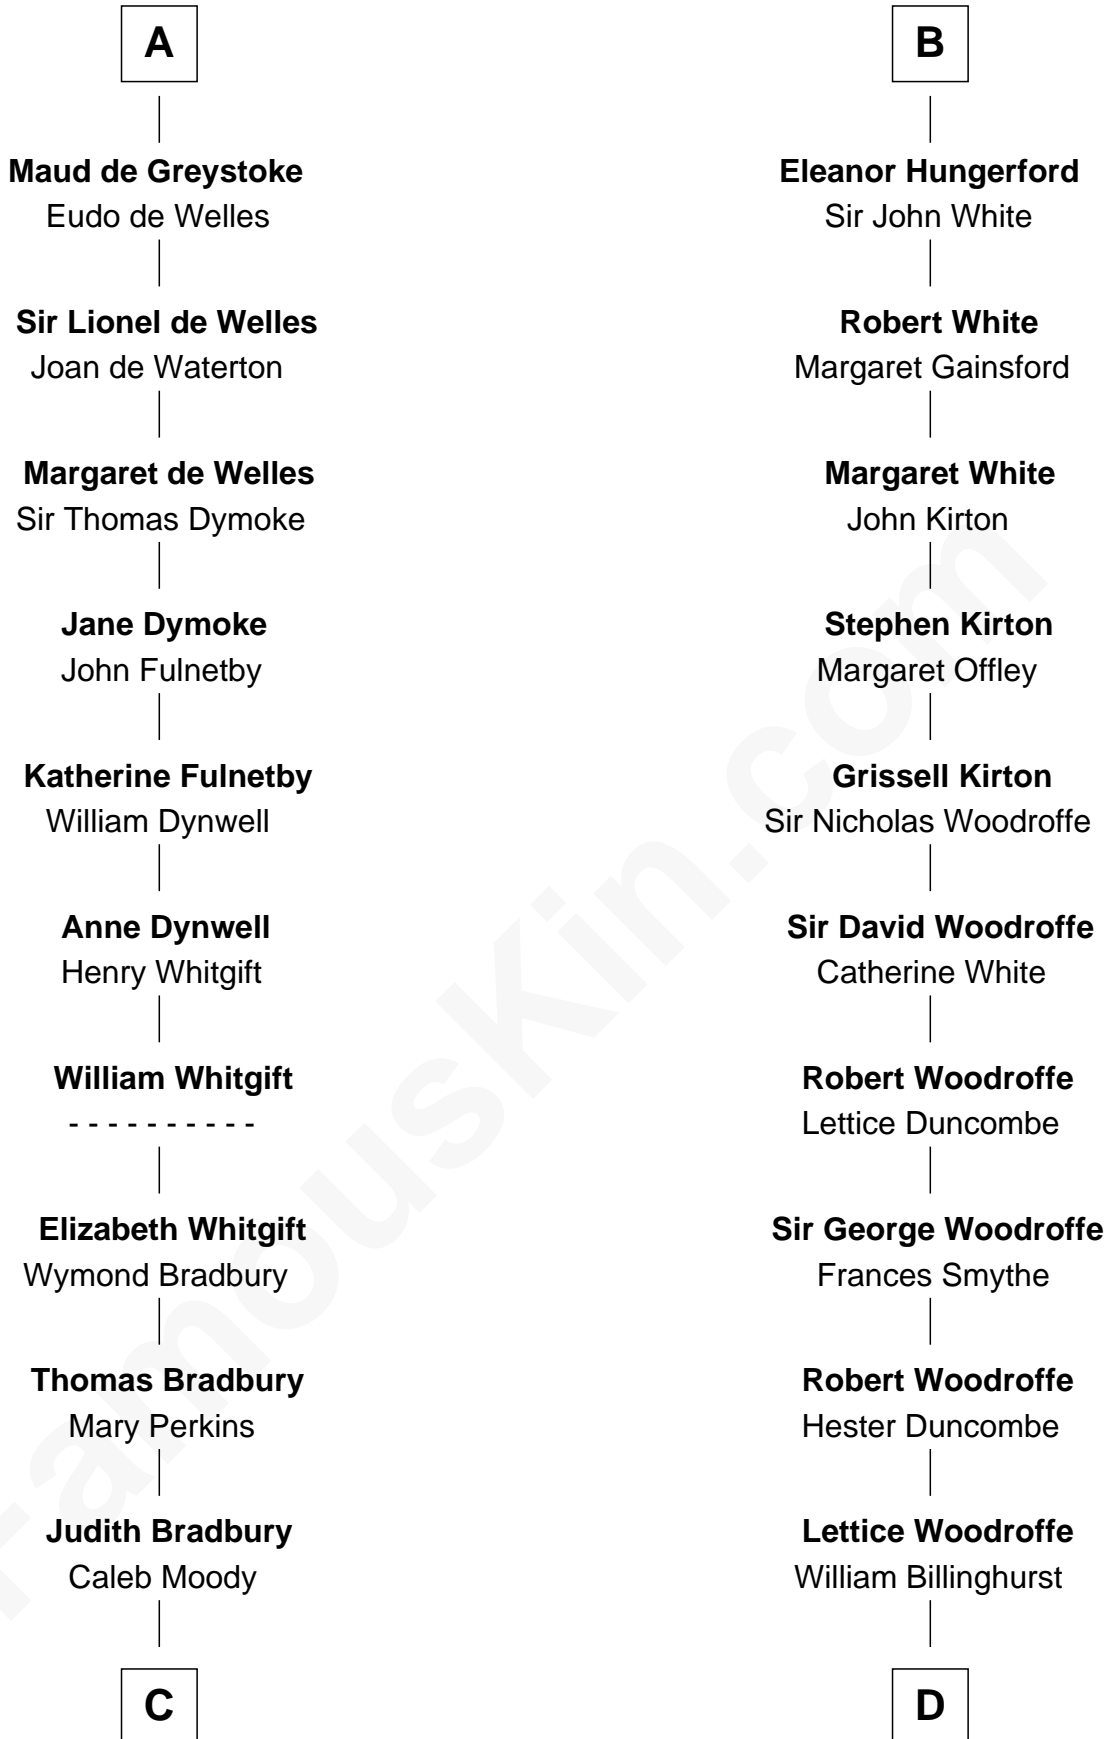 A
Maud de Greystoke
Eudo de Welles
Sir Lionel de Welles
Joan de Waterton
Margaret de Welles
Sir Thomas Dymoke
Jane Dymoke
John Fulnetby
Katherine Fulnetby
William Dynwell
Anne Dynwell
Henry Whitgift
William Whitgift
- - - - - - - - - -
Elizabeth Whitgift
Wymond Bradbury
Thomas Bradbury
Mary Perkins
Judith Bradbury
Caleb Moody
C
B
Eleanor Hungerford
Sir John White
Robert White
Margaret Gainsford
Margaret White
John Kirton
Stephen Kirton
Margaret Offley
Grissell Kirton
Sir Nicholas Woodroffe
Sir David Woodroffe
Catherine White
Robert Woodroffe
Lettice Duncombe
Sir George Woodroffe
Frances Smythe
Robert Woodroffe
Hester Duncombe
Lettice Woodroffe
William Billinghurst
D
FamousKin.com